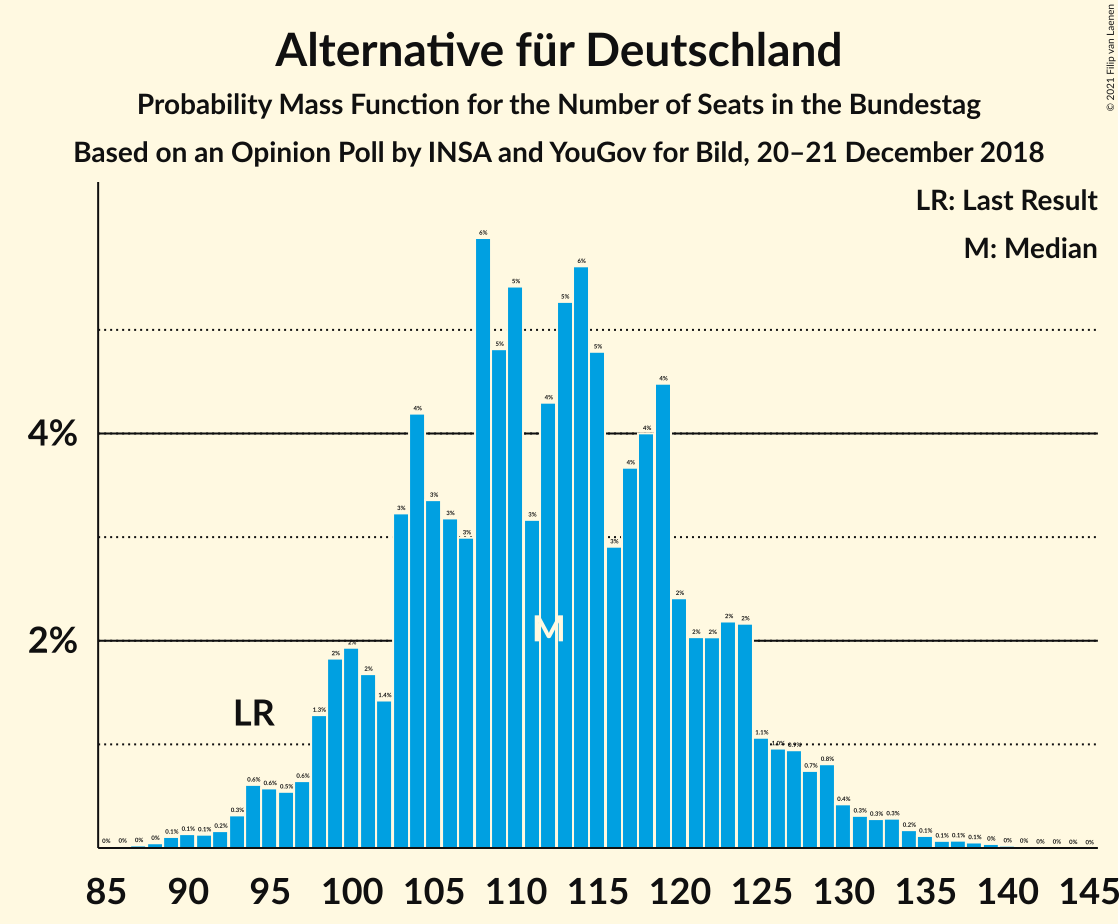 Alternative für Deutschland
Probability Mass Function for the Number of Seats in the Bundestag
Based on an Opinion Poll by INSA and YouGov for Bild, 20–21 December 2018
© 2021 Filip van Laenen
LR: Last Result
M: Median
4%
2%
LR
M
0% 0% 0% 0% 0.1% 0.1% 0.1% 0.2% 0.3% 0.6% 0.6% 0.5% 0.6% 1.3% 2% 2% 2% 1.4% 3% 4% 3% 3% 3% 6% 5% 5% 3% 4% 5% 6% 5% 3% 4% 4% 4% 2% 2% 2% 2% 2% 1.1% 1.0% 0.9% 0.7% 0.8% 0.4% 0.3% 0.3% 0.3% 0.2% 0.1% 0.1% 0.1% 0.1% 0% 0% 0% 0% 0% 0% 0%
85 90 95 100 105 110 115 120 125 130 135 140 145